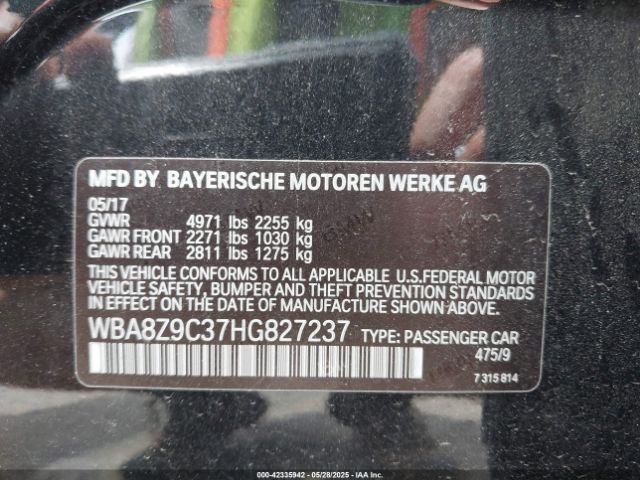 MFD BY BAYERISCHE MOTOREN WERKE AG
05/17
GVWR 4971 lbs 2255 kg
GAWR FRONT 2271 lbs 1030 kg
GAWR REAR 2811 lbs 1275 kg
THIS VEHICLE CONFORMS TO ALL APPLICABLE U.S.FEDERAL MOTOR
VEHICLE SAFETY, BUMPER AND THEFT PREVENTION STANDARDS
IN EFFECT ON THE DATE OF MANUFACTURE SHOWN ABOVE.
WBA8Z9C37HG827237 TYPE: PASSENGER CAR
475/9
7 315 814
000-42335942 - 05/28/2025 - IAA, Inc.